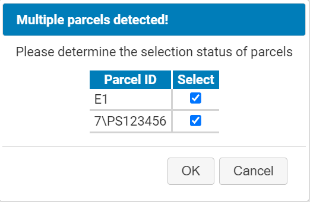 Multiple parcels detected!
Please determine the selection status of parcels
Parcel ID Select
E1
7\PS123456
OK Cancel